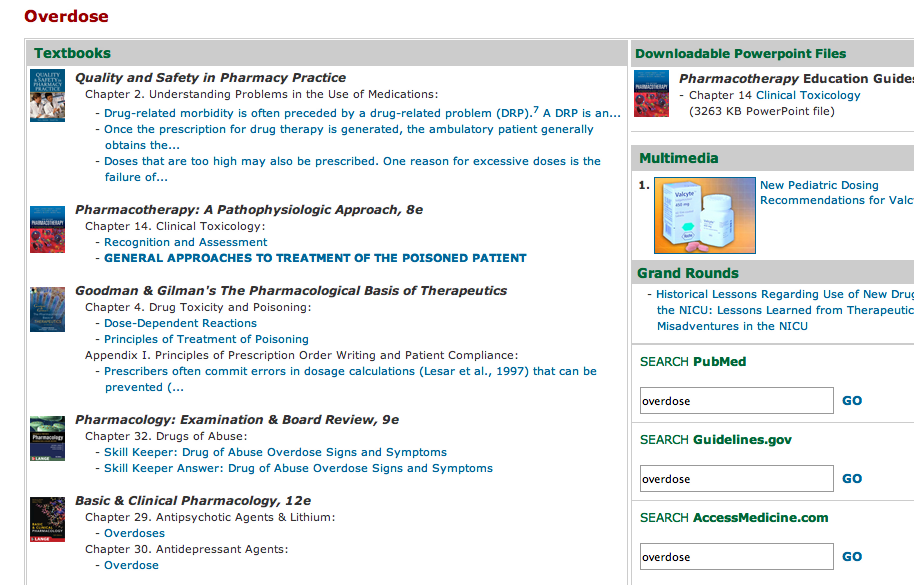 Overdose
Textbooks
Quality and Safety in Pharmacy Practice
Chapter 2. Understanding Problems in the Use of Medications:
- Drug-related morbidity is often preceded by a drug-related problem (DRP).7 A DRP is an...
- Once the prescription for drug therapy is generated, the ambulatory patient generally
obtains the...
- Doses that are too high may also be prescribed. One reason for excessive doses is the
failure of...
Pharmacotherapy: A Pathophysiologic Approach, 8e
Chapter 14. Clinical Toxicology:
- Recognition and Assessment
- GENERAL APPROACHES TO TREATMENT OF THE POISONED PATIENT
Goodman & Gilman's The Pharmacological Basis of Therapeutics
Chapter 4. Drug Toxicity and Poisoning:
- Dose-Dependent Reactions
- Principles of Treatment of Poisoning
Appendix I. Principles of Prescription Order Writing and Patient Compliance:
- Prescribers often commit errors in dosage calculations (Lesar et al., 1997) that can be
prevented (...
Pharmacology: Examination & Board Review, 9e
Chapter 32. Drugs of Abuse:
- Skill Keeper: Drug of Abuse Overdose Signs and Symptoms
- Skill Keeper Answer: Drug of Abuse Overdose Signs and Symptoms
Basic & Clinical Pharmacology, 12e
Chapter 29. Antipsychotic Agents & Lithium:
- Overdoses
Chapter 30. Antidepressant Agents:
- Overdose
Downloadable Powerpoint Files
Pharmacotherapy Education Guides
- Chapter 14 Clinical Toxicology
(3263 KB PowerPoint file)
Multimedia
1.
Valcyte
New Pediatric Dosing
Recommendations for Valc
Grand Rounds
- Historical Lessons Regarding Use of New Drug
the NICU: Lessons Learned from Therapeutic
Misadventures in the NICU
SEARCH PubMed
overdose GO
SEARCH Guidelines.gov
overdose GO
SEARCH AccessMedicine.com
overdose GO